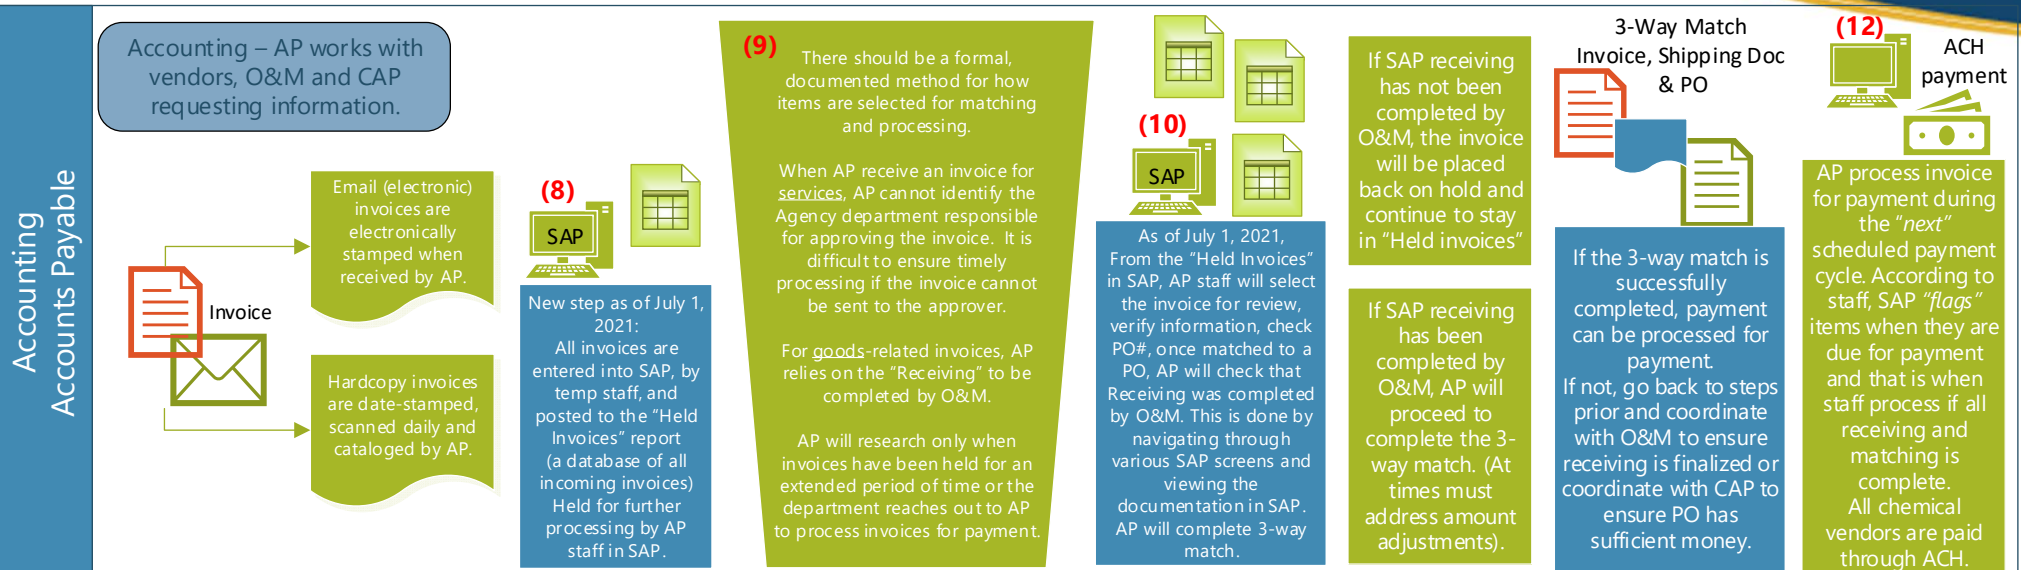 Accounting
Accounts Payable
Accounting – AP works with
vendors, O&M and CAP
requesting information.
Invoice
Email (electronic)
invoices are
electronically
stamped when
received by AP.
Hardcopy invoices
are date-stamped,
scanned daily and
cataloged by AP.
(8)
SAP
New step as of July 1,
2021:
All invoices are
entered into SAP, by
temp staff, and
posted to the “Held
Invoices” report
(a database of all
incoming invoices)
Held for further
processing by AP
staff in SAP.
(9)
There should be a formal,
documented method for how
items are selected for matching
and processing.
When AP receive an invoice for
services, AP cannot identify the
Agency department responsible
for approving the invoice. It is
difficult to ensure timely
processing if the invoice cannot
be sent to the approver.
For goods-related invoices, AP
relies on the “Receiving” to be
completed by O&M.
AP will research only when
invoices have been held for an
extended period of time or the
department reaches out to AP
to process invoices for payment.
(10)
SAP
As of July 1, 2021,
From the “Held Invoices”
in SAP, AP staff will select
the invoice for review,
verify information, check
PO#, once matched to a
PO, AP will check that
Receiving was completed
by O&M. This is done by
navigating through
various SAP screens and
viewing the
documentation in SAP.
AP will complete 3-way
match.
If SAP receiving
has not been
completed by
O&M, the invoice
will be placed
back on hold and
continue to stay
in “Held invoices”
If SAP receiving
has been
completed by
O&M, AP will
proceed to
complete the 3-
way match. (At
times must
address amount
adjustments).
3-Way Match
Invoice, Shipping Doc
& PO
If the 3-way match is
successfully
completed, payment
can be processed for
payment.
If not, go back to steps
prior and coordinate
with O&M to ensure
receiving is finalized or
coordinate with CAP to
ensure PO has
sufficient money.
(12)
ACH
payment
AP process invoice
for payment during
the “next”
scheduled payment
cycle. According to
staff, SAP “flags”
items when they are
due for payment
and that is when
staff process if all
receiving and
matching is
complete.
All chemical
vendors are paid
through ACH.